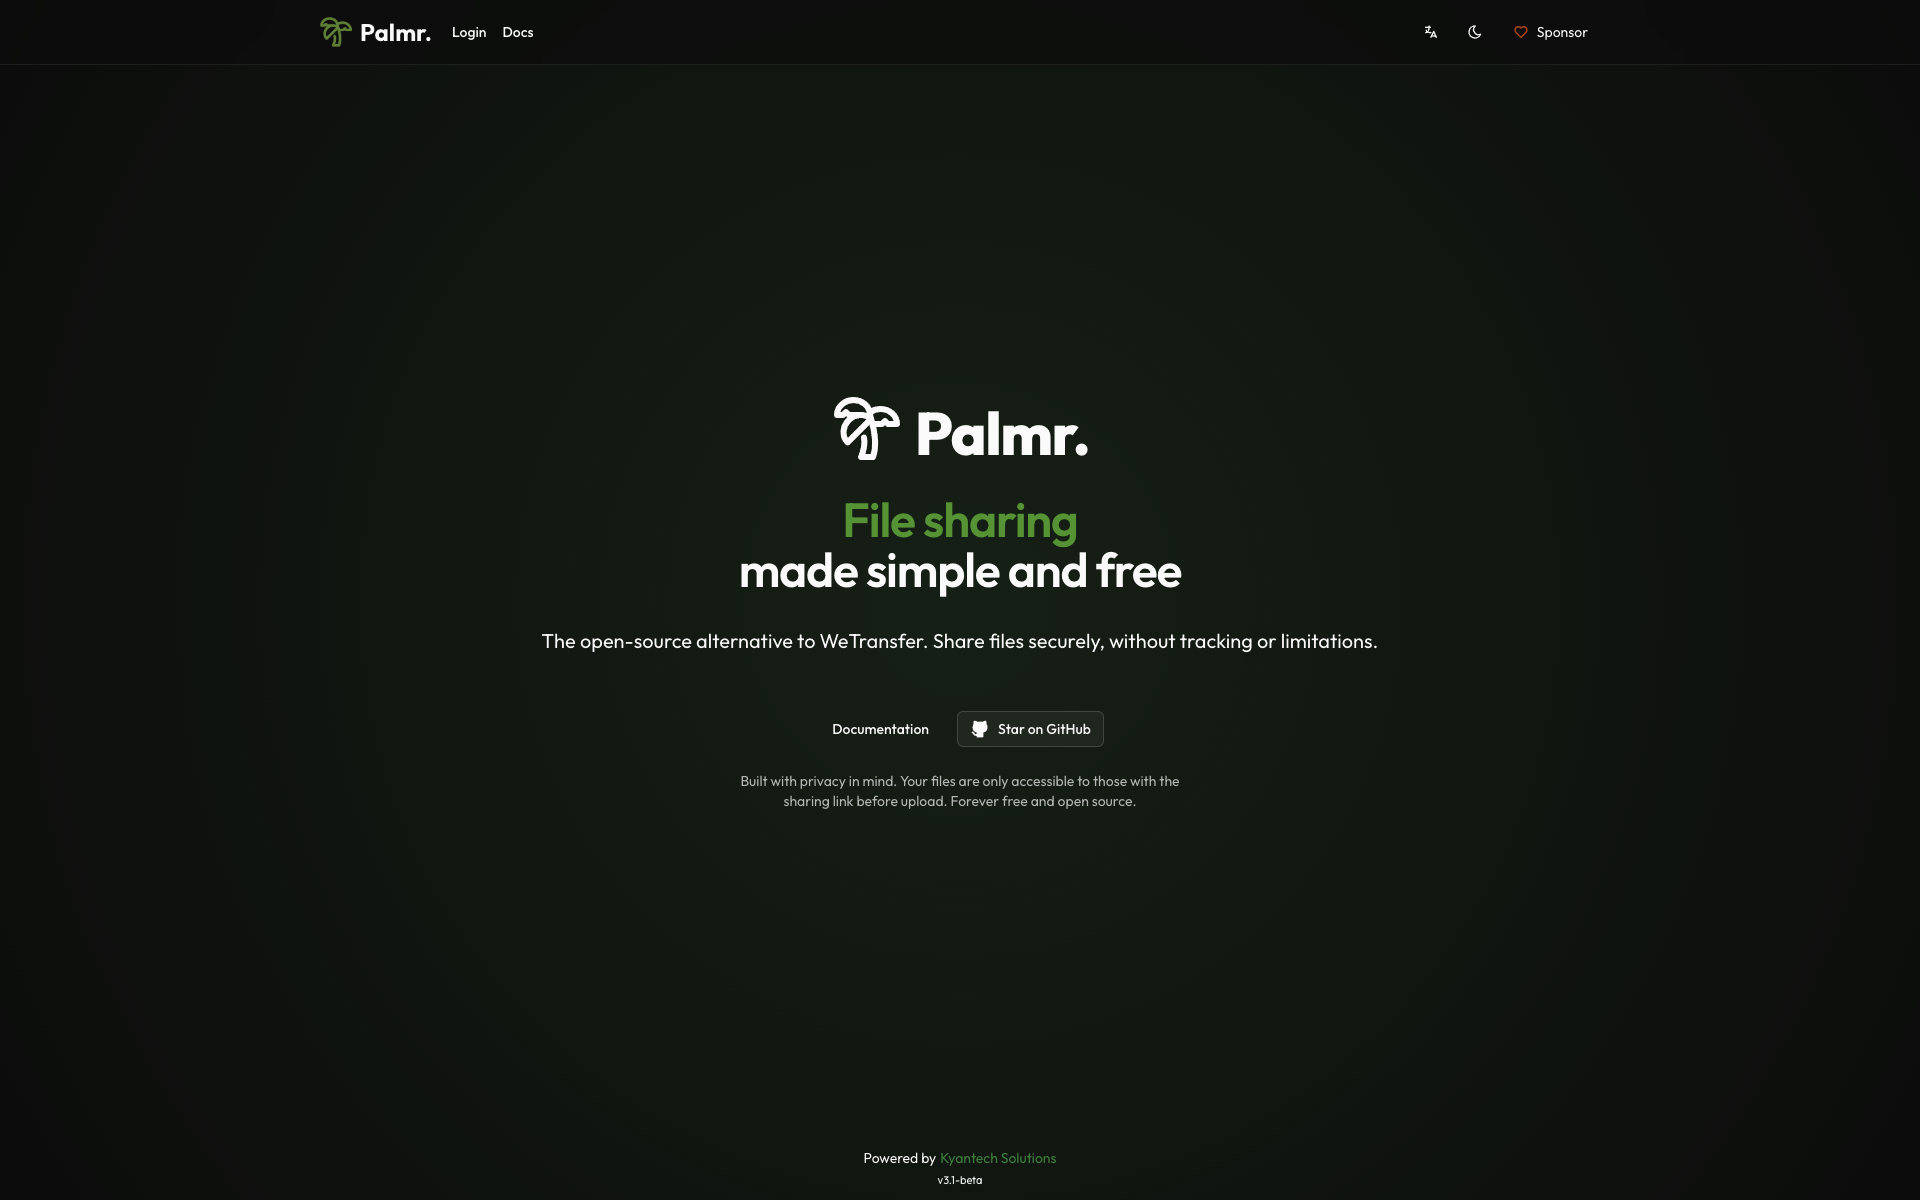 Palmr.
Login
Docs
Sponsor
Palmr.
File sharing
made simple and free
The open-source alternative to WeTransfer. Share files securely, without tracking or limitations.
Documentation
Star on GitHub
Built with privacy in mind. Your files are only accessible to those with the
sharing link before upload. Forever free and open source.
Powered by Kyantech Solutions
v3.1-beta